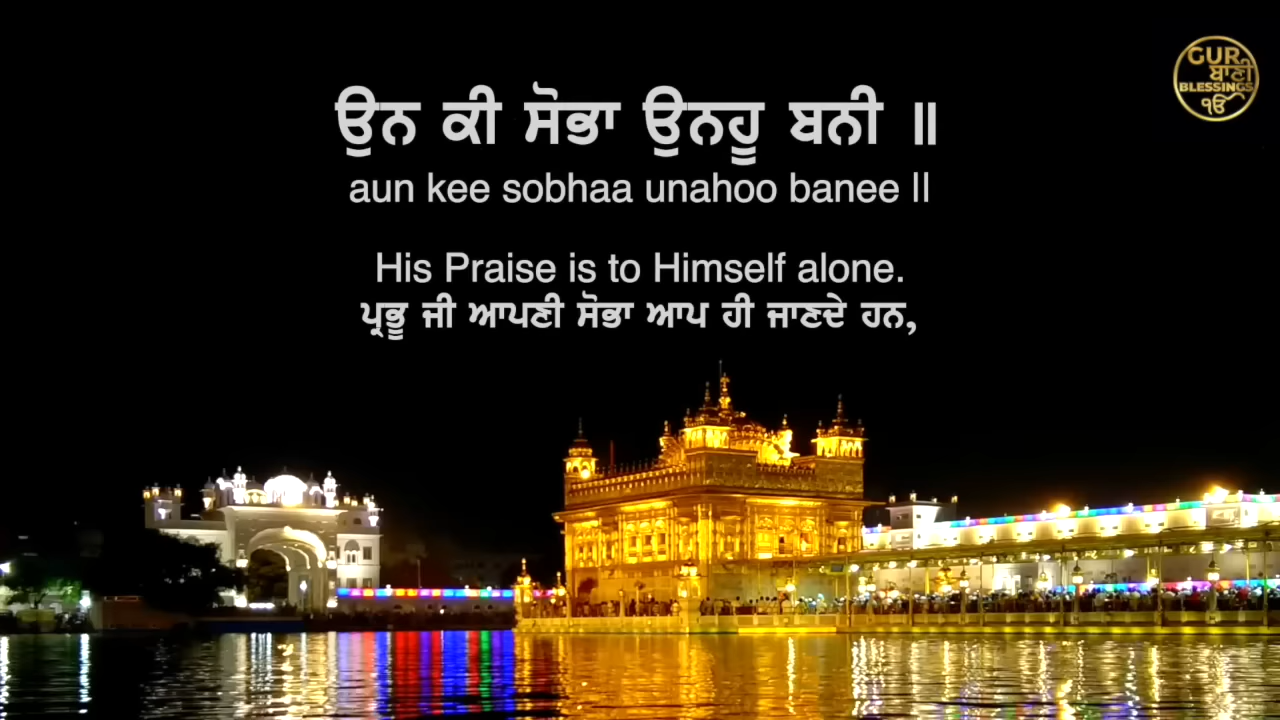 GUR
ਬਾਣੀ
BLESSINGS
ੴ
ਉਨ ਕੀ ਸੋਭਾ ਉਨਹੂ ਬਨੀ ॥
aun kee sobhaa unahoo banee ||
His Praise is to Himself alone.
ਪ੍ਰਭੂ ਜੀ ਆਪਣੀ ਸੋਭਾ ਆਪ ਹੀ ਜਾਣਦੇ ਹਨ,